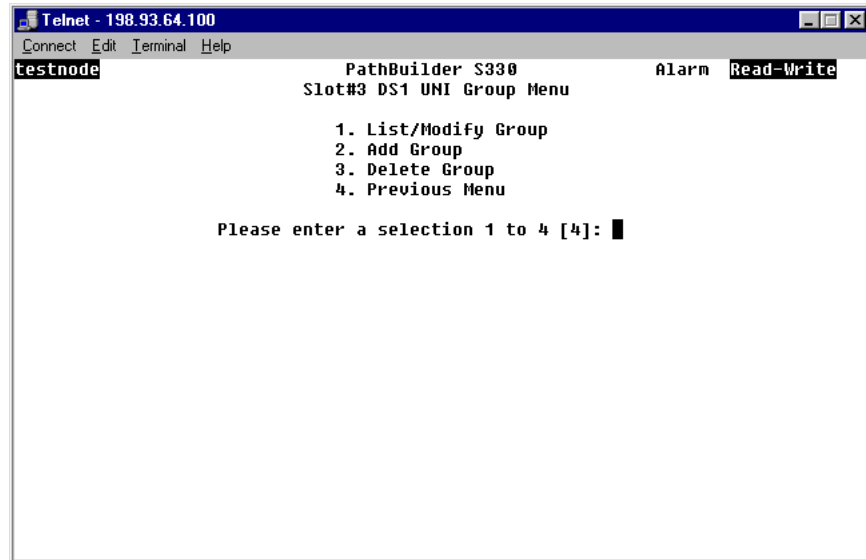 Telnet - 198.93.64.100
Connect Edit Terminal Help
testnode PathBuilder S330 Alarm Read-Write
Slot#3 DS1 UNI Group Menu
1. List/Modify Group
2. Add Group
3. Delete Group
4. Previous Menu
Please enter a selection 1 to 4 [4]: